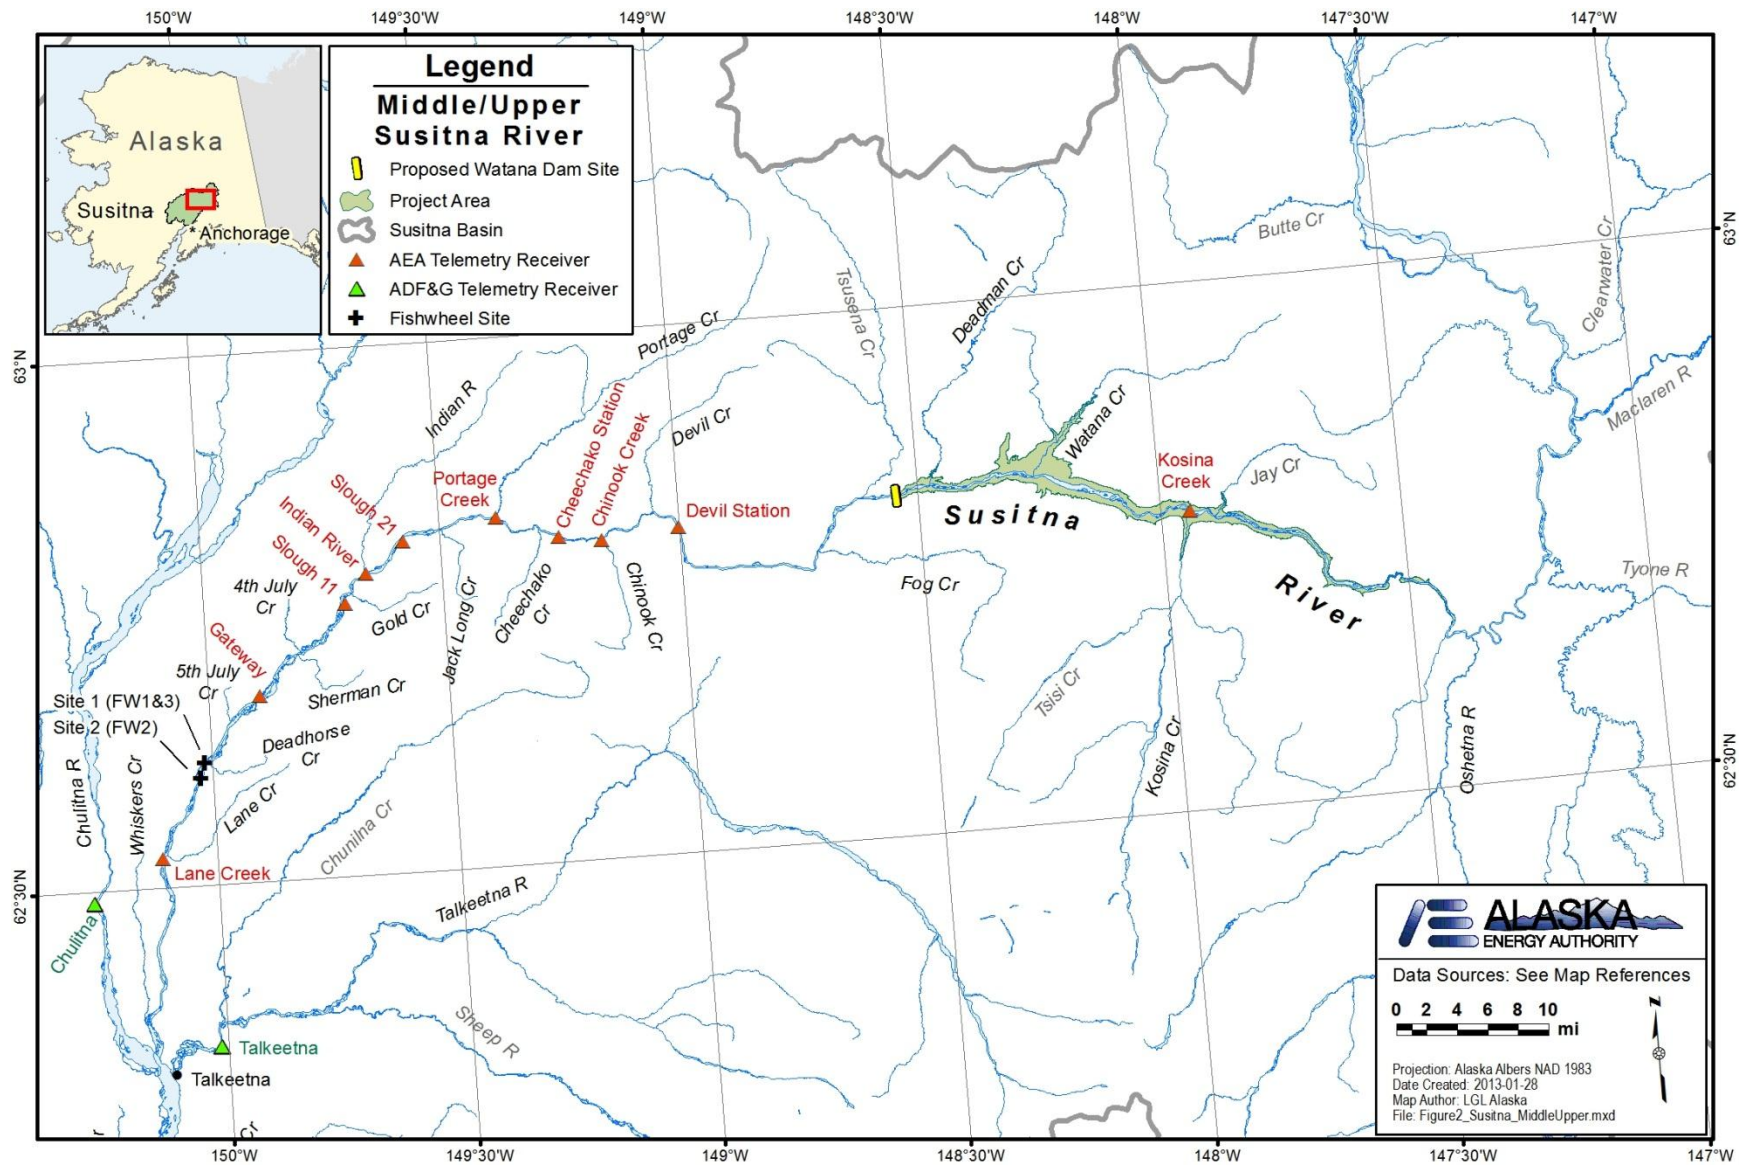 150°W
149°30'W
149°W
148°30'W
148°W
147°30'W
147°W
Alaska
Susitna
* Anchorage
Legend
Middle/Upper
Susitna River
Proposed Watana Dam Site
Project Area
Susitna Basin
AEA Telemetry Receiver
ADF&G Telemetry Receiver
Fishwheel Site
63°N
63°N
62°30'N
62°30'N
Butte Cr
Clearwater Cr
Tsusena Cr
Deadman Cr
Portage Cr
Indian R
Cheechako Station
Chinook Creek
Devil Cr
Watana Cr
Maclaren R
Kosina
Creek
Jay Cr
Portage
Creek
Slough 21
Indian River
Slough 11
Devil Station
Susitna
River
Fog Cr
Tyone R
4th July
Cr
Gold Cr
Jack Long Cr
Cheechako
Cr
Chinook Cr
Gateway
5th July
Cr
Sherman Cr
Tsisi Cr
Kosina Cr
Oshetna R
Site 1 (FW1&3)
Site 2 (FW2)
Deadhorse
Cr
Chulitna R
Whiskers Cr
Lane Cr
Chunilna Cr
Lane Creek
Talkeetna R
Chulitna
Sheep R
Talkeetna
Talkeetna
r
Cr
ALASKA
ENERGY AUTHORITY
Data Sources: See Map References
0 2 4 6 8 10
mi
N
Projection: Alaska Albers NAD 1983
Date Created: 2013-01-28
Map Author: LGL Alaska
File: Figure2_Susitna_MiddleUpper.mxd
150°W
149°30'W
149°W
148°30'W
148°W
147°30'W
147°W